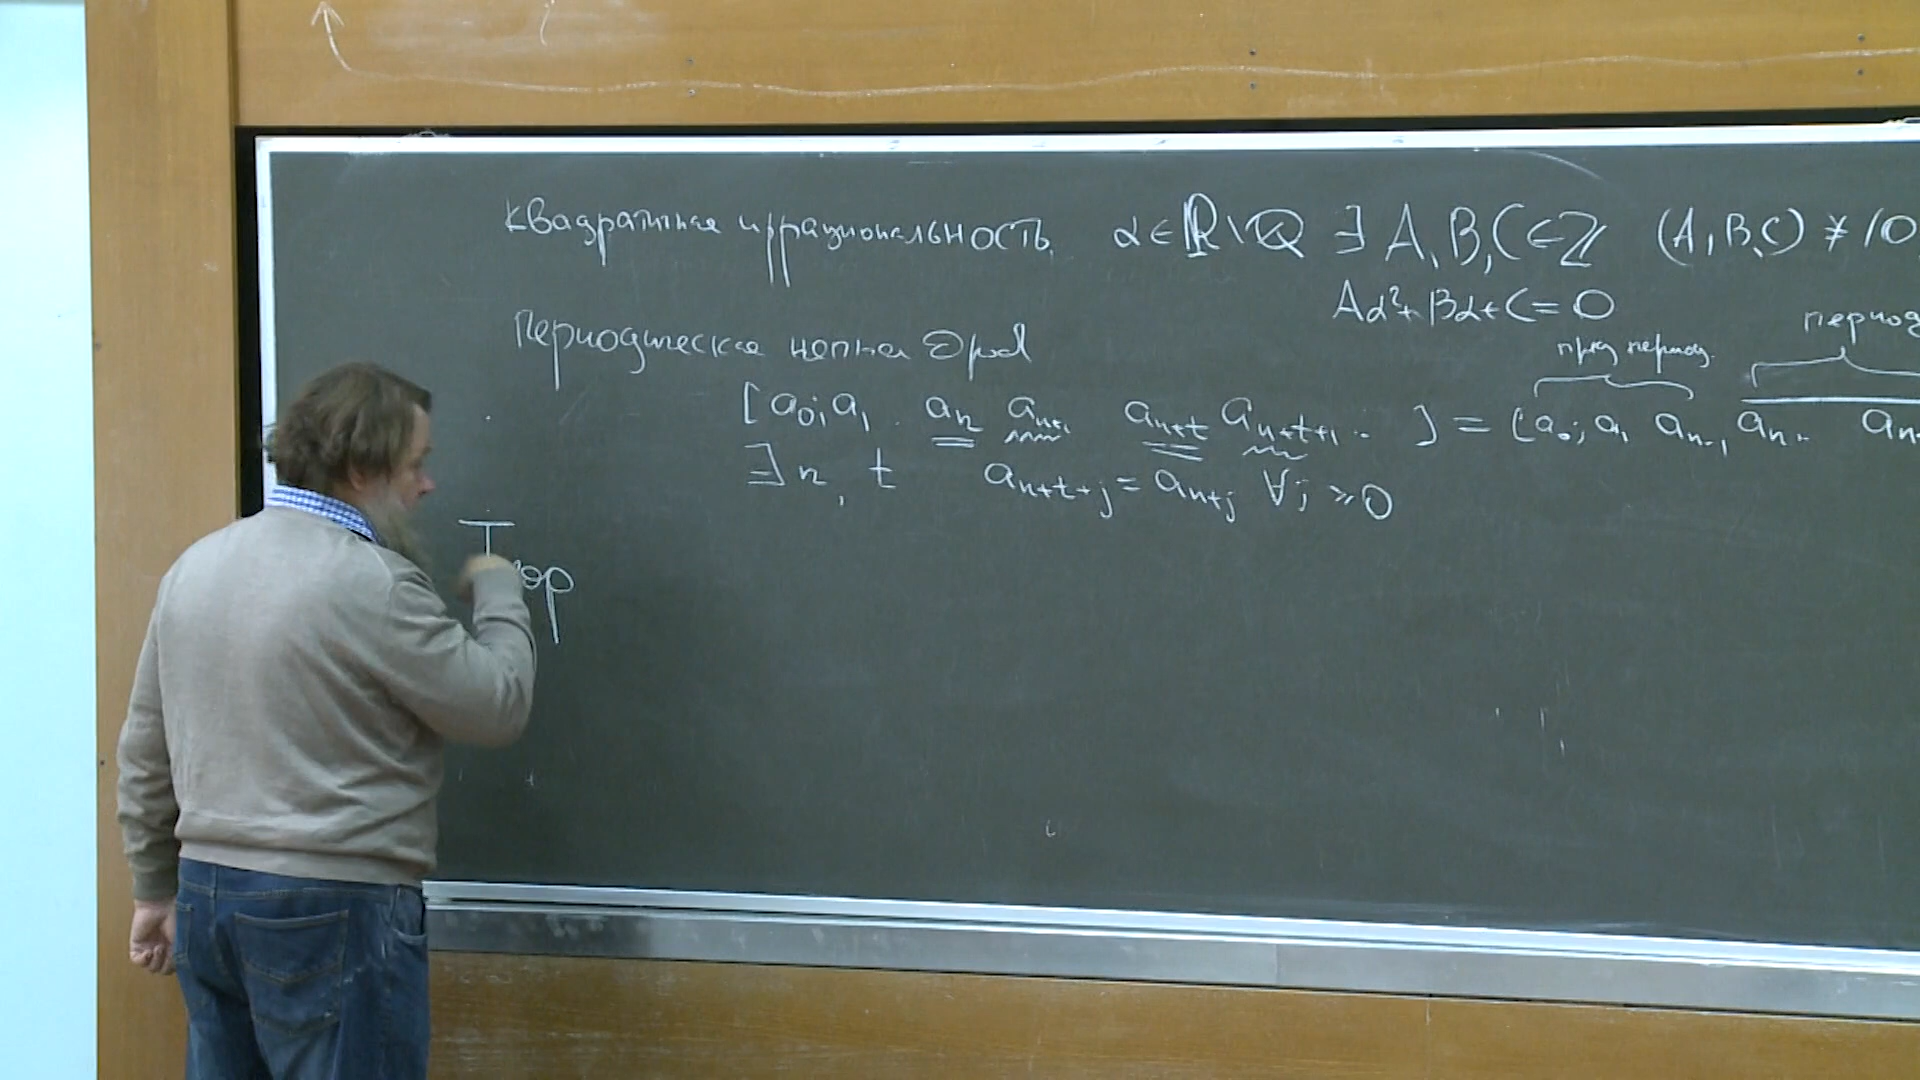 Квадратичная иррациональность α ∈ ℝ \ ℚ ∃ A, B, C ∈ ℤ (A, B, C) ≠ (0,
Aα² + Bα + C = 0
Периодическая цепная дробь
пред период. период
[a₀; a₁ . aₙ aₙ₊₁ aₙ₊ₜ aₙ₊ₜ₊₁ .. ] = [a₀; a₁ aₙ₋₁ aₙ .. aₙ₊
∃ n, t aₙ₊ₜ₊ⱼ = aₙ₊ⱼ ∀j ≥ 0